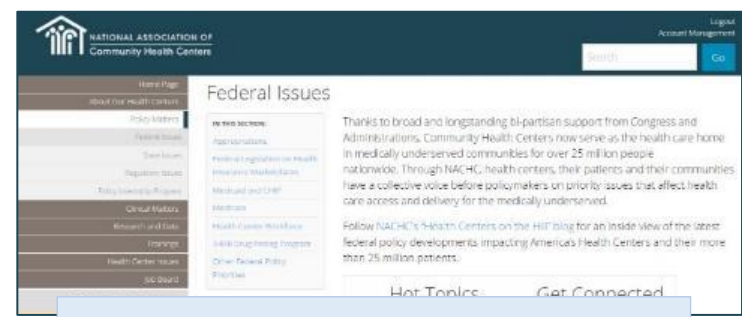 Logout
Account Management
NATIONAL ASSOCIATION OF
Community Health Centers
Search
Go
Home Page
About Our Health Centers
Policy Matters
Federal Issues
State Issues
Regulatory Issues
Policy Internship Program
Clinical Matters
Research and Data
Trainings
Health Center Issues
Job Board
Federal Issues
IN THIS SECTION:
Appropriations
Federal Legislation on Health
Insurance Marketplaces
Medicaid and CHIP
Medicare
Health Center Workforce
340B Drug Pricing Program
Other Federal Policy
Priorities
Thanks to broad and longstanding bi-partisan support from Congress and
Administrations, Community Health Centers now serve as the health care home
in medically underserved communities for over 25 million people
nationwide. Through NACHC, health centers, their patients and their communities
have a collective voice before policymakers on priority issues that affect health
care access and delivery for the medically underserved.
Follow NACHC's "Health Centers on the Hill" blog for an inside view of the latest
federal policy developments impacting America's Health Centers and their more
than 25 million patients.
Hot Topics
Get Connected